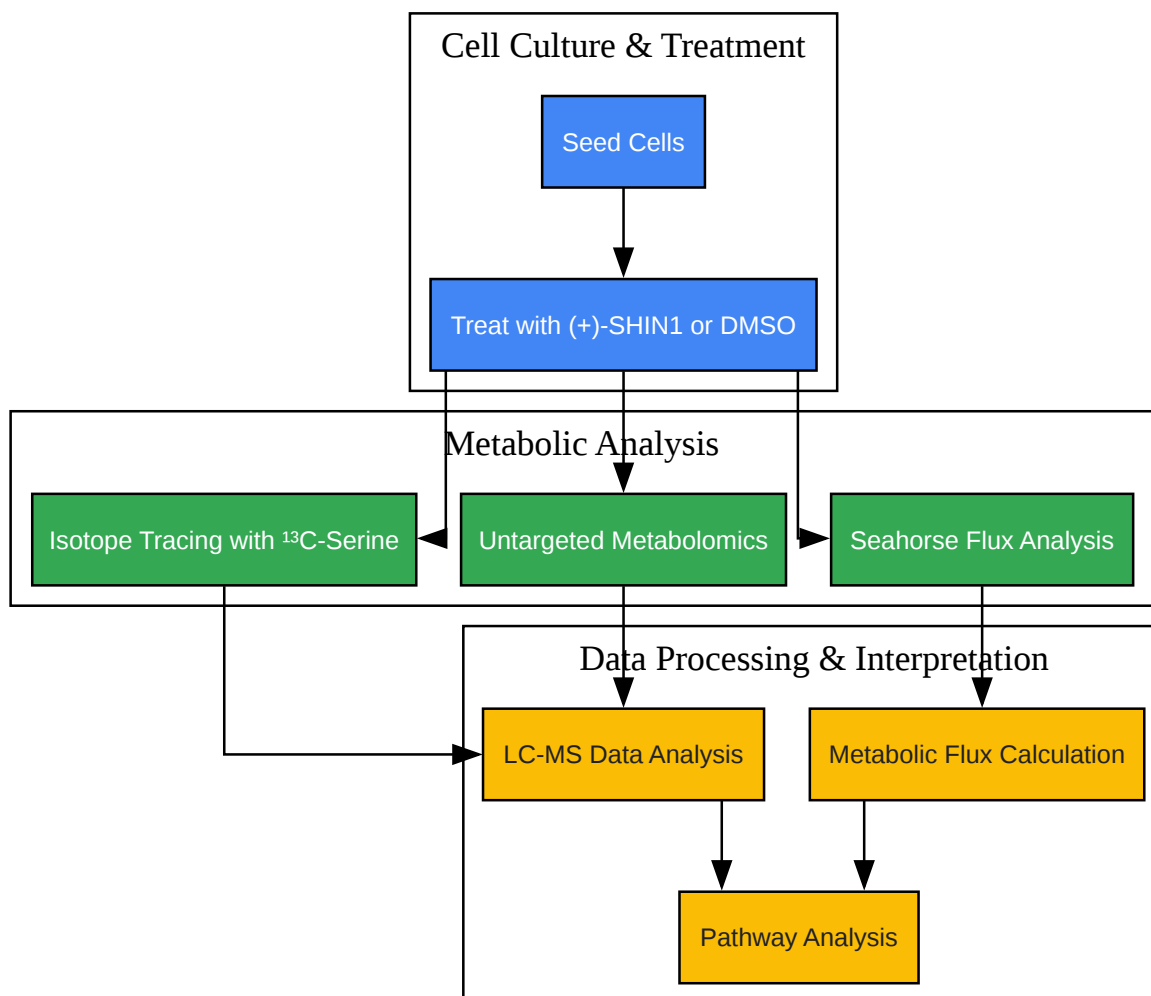 Cell Culture & Treatment
Seed Cells
Treat with (+)-SHIN1 or DMSO
Metabolic Analysis
Isotope Tracing with ¹³C-Serine
Untargeted Metabolomics
Seahorse Flux Analysis
Data Processing & Interpretation
LC-MS Data Analysis
Metabolic Flux Calculation
Pathway Analysis